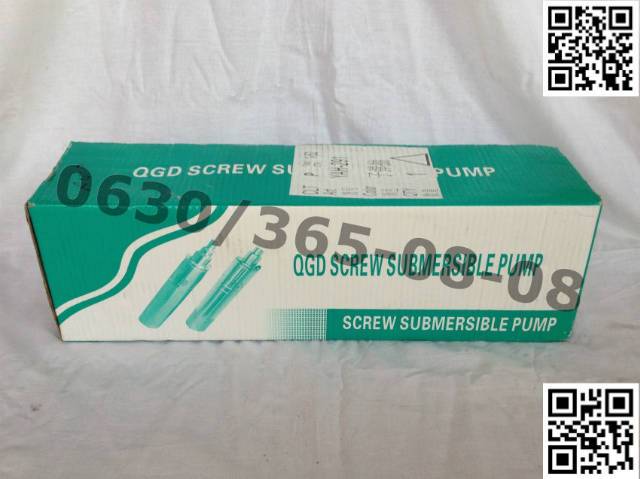 QGD SCREW SU PUMP
0630/365-08-08
QGD SCREW SUBMERSIBLE PUMP
SCREW SUBMERSIBLE PUMP